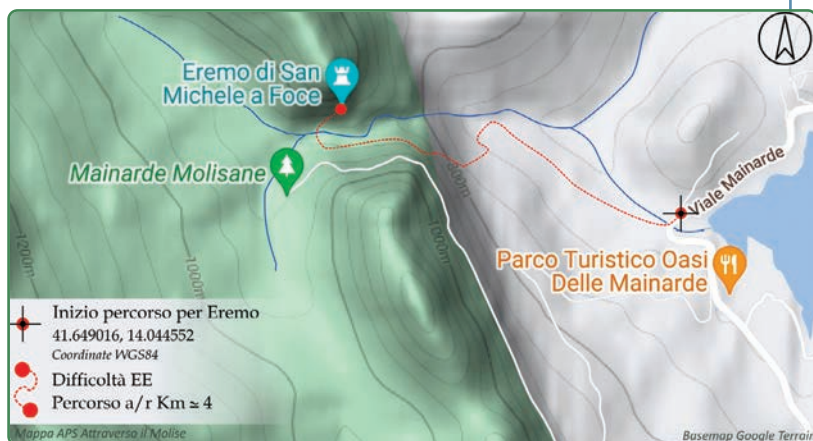 Eremo di San
Michele a Foce
Mainarde Molisane
800m
1000m
1200m
1000m
Viale Mainarde
Parco Turistico Oasi
Delle Mainarde
Inizio percorso per Eremo
41.649016, 14.044552
Coordinate WGS84
Difficoltà EE
Percorso a/r Km ≃ 4
Mappa APS Attraverso il Molise
Basemap Google Terrain